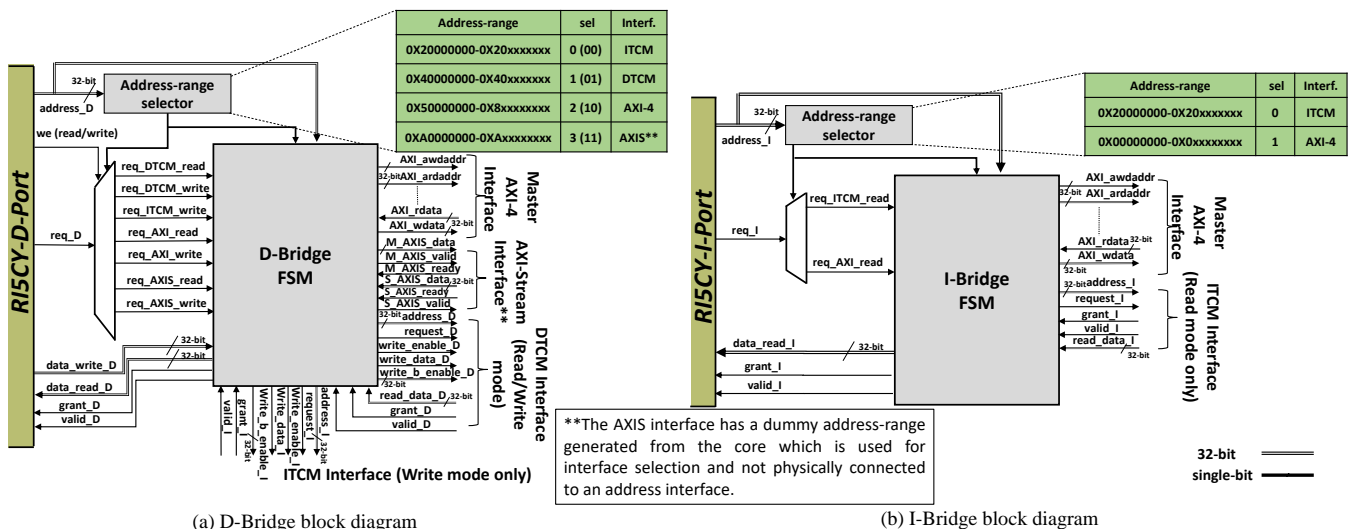 Address-range sel Interf.
0X20000000-0X20xxxxxxx 0 (00) ITCM
0X40000000-0X40xxxxxxx 1 (01) DTCM
0X50000000-0X8xxxxxxxx 2 (10) AXI-4
0XA0000000-0XAxxxxxxxx 3 (11) AXIS**
RI5CY-D-Port
32-bit
address_D
Address-range
selector
we (read/write)
req_D
req_DTCM_read
req_DTCM_write
req_ITCM_write
req_AXI_read
req_AXI_write
req_AXIS_read
req_AXIS_write
D-Bridge
FSM
data_write_D
32-bit
32-bit
data_read_D
grant_D
valid_D
AXI_awdaddr
32-bit
AXI_ardaddr
AXI_rdata
AXI_wdata
32-bit
Master
AXI-4
Interface
M_AXIS_data
M_AXIS_valid
M_AXIS_ready
S_AXIS_data
32-bit
S_AXIS_ready
S_AXIS_valid
AXI-Stream
Interface**
32-bit
address_D
request_D
write_enable_D
write_data_D
write_b_enable_D
32-bit
read_data_D
32-bit
grant_D
valid_D
DTCM Interface
(Read/Write
mode)
valid_I
grant_I
32-bit
Write_b_enable_I
Write_data_I
Write_enable_I
request_I
address_I
32-bit
ITCM Interface (Write mode only)
(a) D-Bridge block diagram
Address-range sel Interf.
0X20000000-0X20xxxxxxx 0 ITCM
0X00000000-0X0xxxxxxxx 1 AXI-4
RI5CY-I-Port
32-bit
address_I
Address-range
selector
req_I
req_ITCM_read
req_AXI_read
I-Bridge
FSM
data_read_I
32-bit
grant_I
valid_I
AXI_awdaddr
32-bit
AXI_ardaddr
AXI_rdata
32-bit
AXI_wdata
32-bit
Master
AXI-4
Interface
32-bit
address_I
request_I
grant_I
valid_I
read_data_I
32-bit
ITCM Interface
(Read mode only)
**The AXIS interface has a dummy address-range
generated from the core which is used for
interface selection and not physically connected
to an address interface.
32-bit
single-bit
(b) I-Bridge block diagram